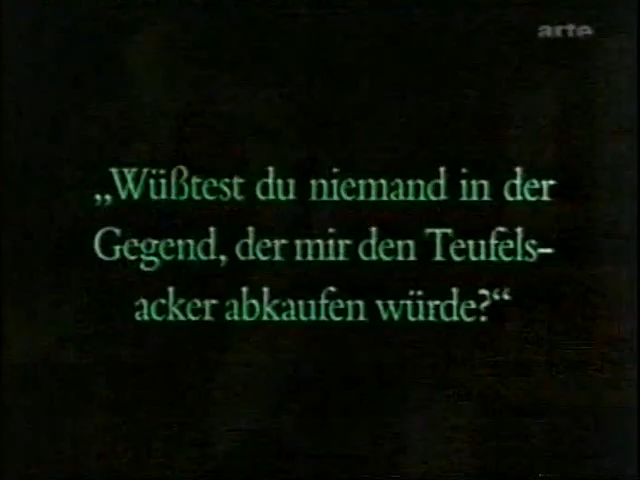 arte
„Wüßtest du niemand in der
Gegend, der mir den Teufels-
acker abkaufen würde?“